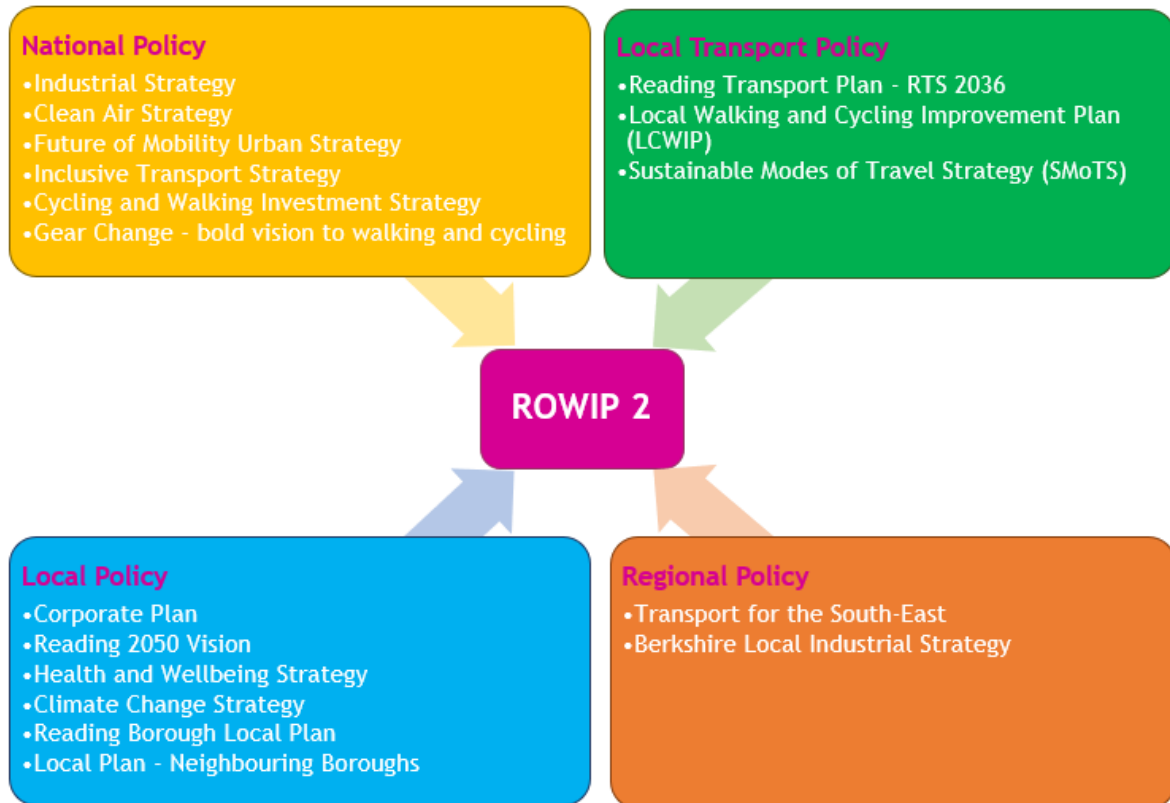 National Policy
•Industrial Strategy
•Clean Air Strategy
•Future of Mobility Urban Strategy
•Inclusive Transport Strategy
•Cycling and Walking Investment Strategy
•Gear Change - bold vision to walking and cycling
Local Transport Policy
•Reading Transport Plan - RTS 2036
•Local Walking and Cycling Improvement Plan
(LCWIP)
•Sustainable Modes of Travel Strategy (SMoTS)
ROWIP 2
Local Policy
•Corporate Plan
•Reading 2050 Vision
•Health and Wellbeing Strategy
•Climate Change Strategy
•Reading Borough Local Plan
•Local Plan - Neighbouring Boroughs
Regional Policy
•Transport for the South-East
•Berkshire Local Industrial Strategy